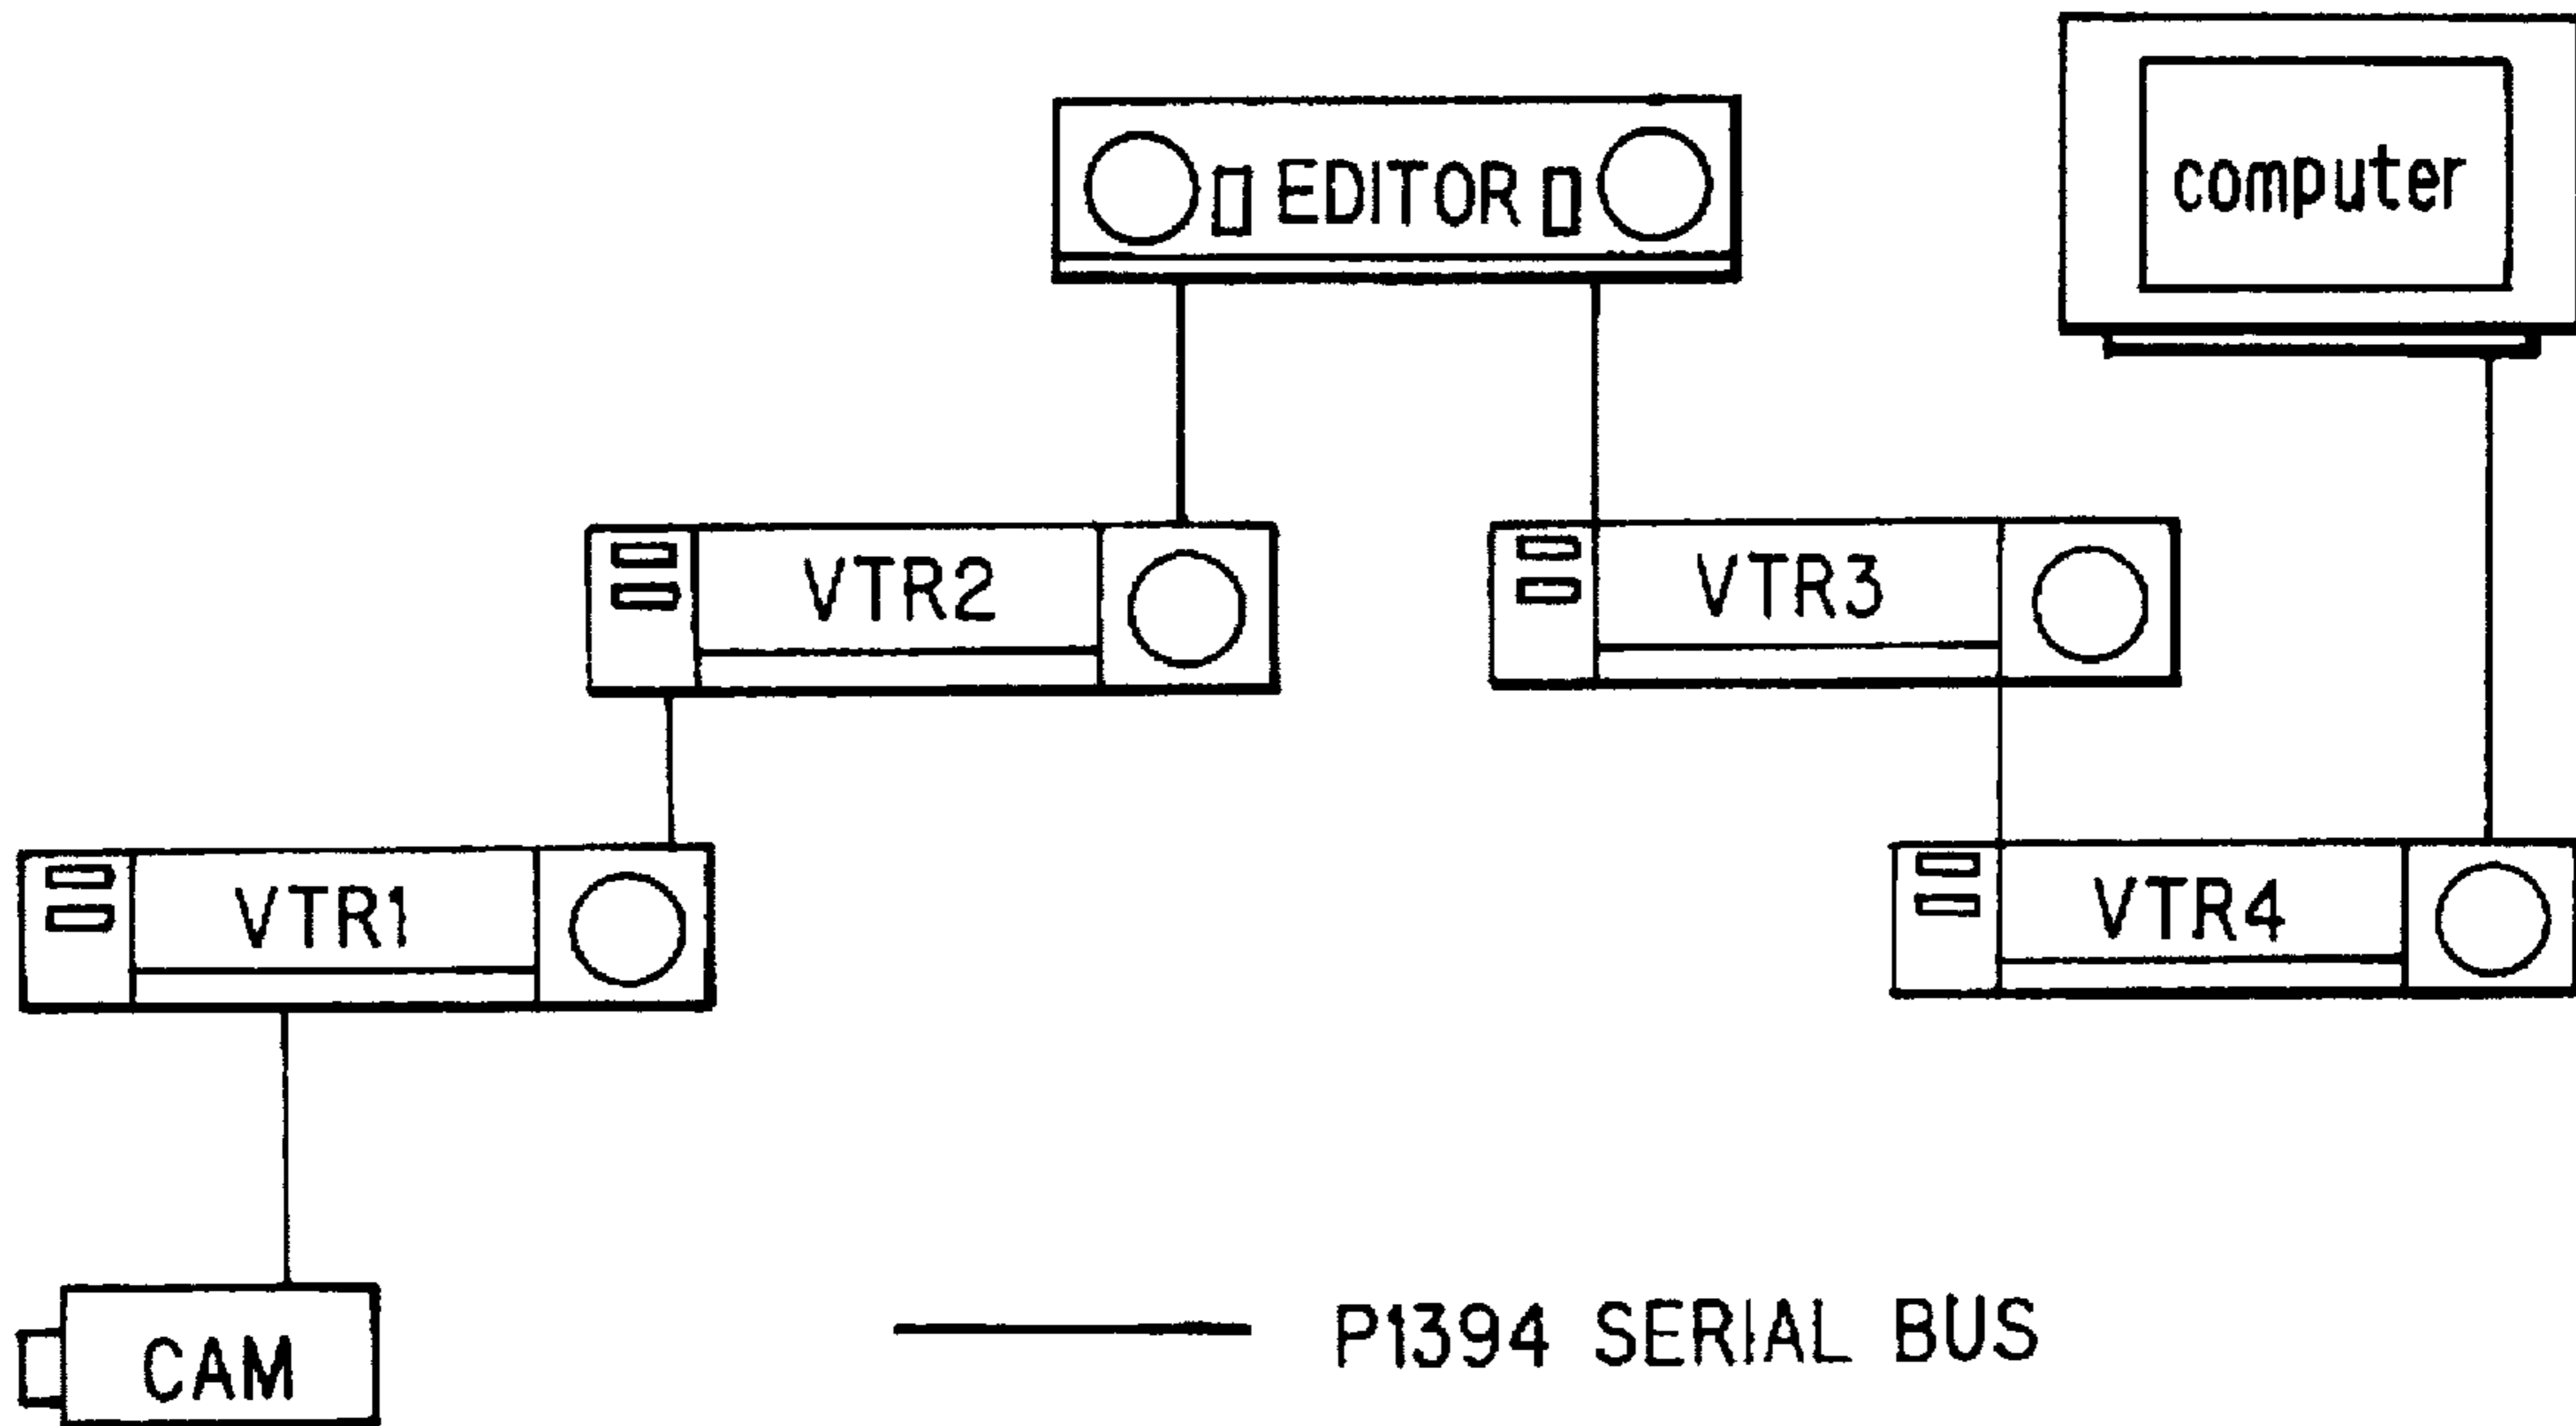 EDITOR
computer
VTR2
VTR3
VTR1
VTR4
CAM
P1394 SERIAL BUS